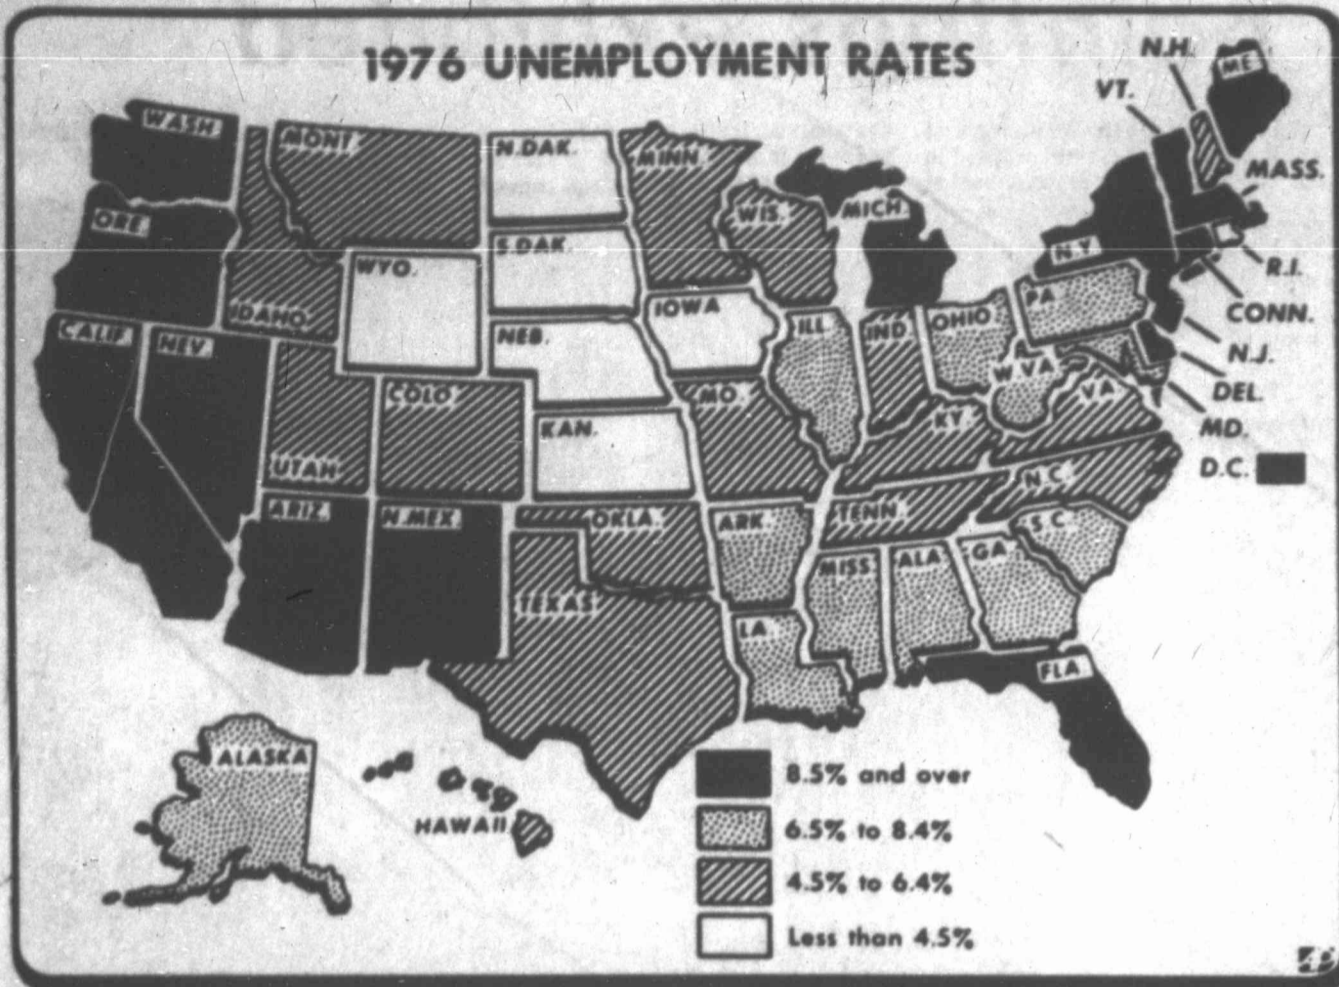 1976 UNEMPLOYMENT RATES
N.H.
ME.
VT.
WASH.
MONT.
N.DAK.
MINN.
MASS.
ORE.
WIS.
MICH.
N.Y.
S.DAK.
WYO.
R.I.
IDAHO
IOWA
PA.
CONN.
CALIF.
NEV.
NEB.
ILL.
IND.
OHIO
N.J.
W.VA.
VA.
DEL.
COLO.
MO.
KY.
MD.
KAN.
UTAH
D.C.
N.C.
ARIZ.
N.MEX.
OKLA.
ARK.
TENN.
S.C.
MISS.
ALA.
GA.
TEXAS
LA.
FLA.
ALASKA
HAWAII
8.5% and over
6.5% to 8.4%
4.5% to 6.4%
Less than 4.5%